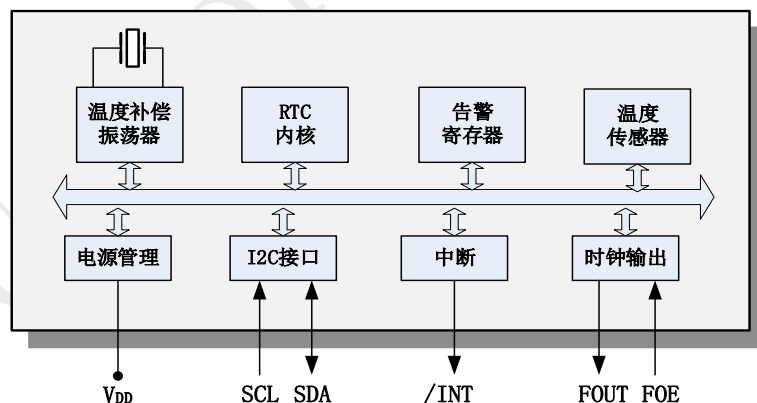 温度补偿
振荡器
RTC
内核
告警
寄存器
温度
传感器
电源管理
I2C接口
中断
时钟输出
VDD
SCL SDA
/INT
FOUT FOE